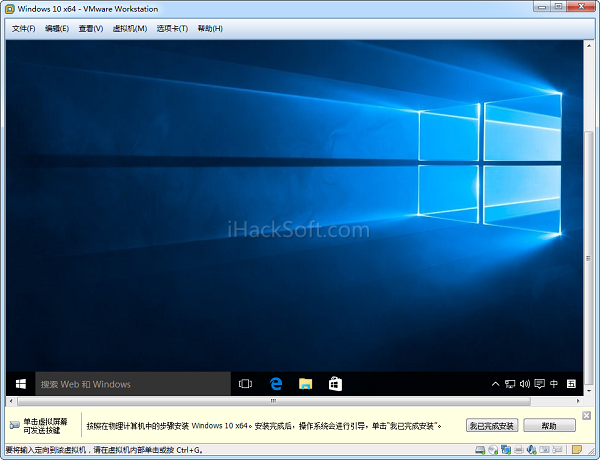 Windows 10 x64 - VMware Workstation
文件(F) 编辑(E) 查看(V) 虚拟机(M) 选项卡(T) 帮助(H)
iHackSoft.com
搜索 Web 和 Windows
中
单击虚拟屏幕
可发送按键
按照在物理计算机中的步骤安装 Windows 10 x64。安装完成后，操作系统会进行引导，单击"我已完成安装"。
我已完成安装
帮助
要将输入定向到该虚拟机，请在虚拟机内部单击或按 Ctrl+G。